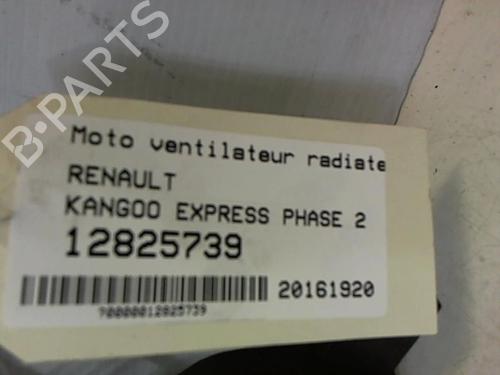 B-PARTS
Moto ventilateur radiate
RENAULT
KANGOO EXPRESS PHASE 2
12825739
20161920
70000012825739